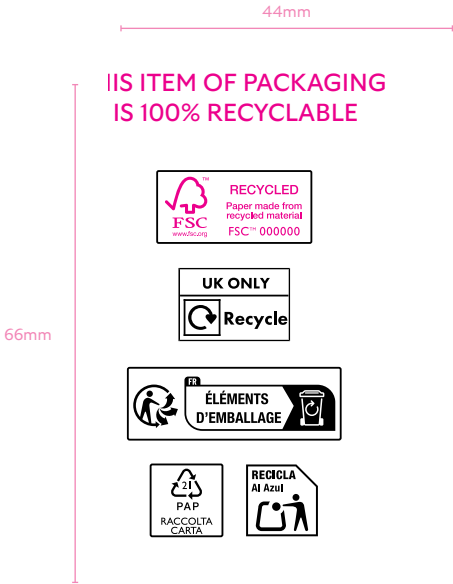 44mm
IIS ITEM OF PACKAGING
IS 100% RECYCLABLE
66mm
FSC
www.fsc.org
RECYCLED
Paper made from
recycled material
FSC™ 000000
UK ONLY
Recycle
FR
ÉLÉMENTS
D'EMBALLAGE
21
PAP
RACCOLTA
CARTA
RECICLA
Al Azul